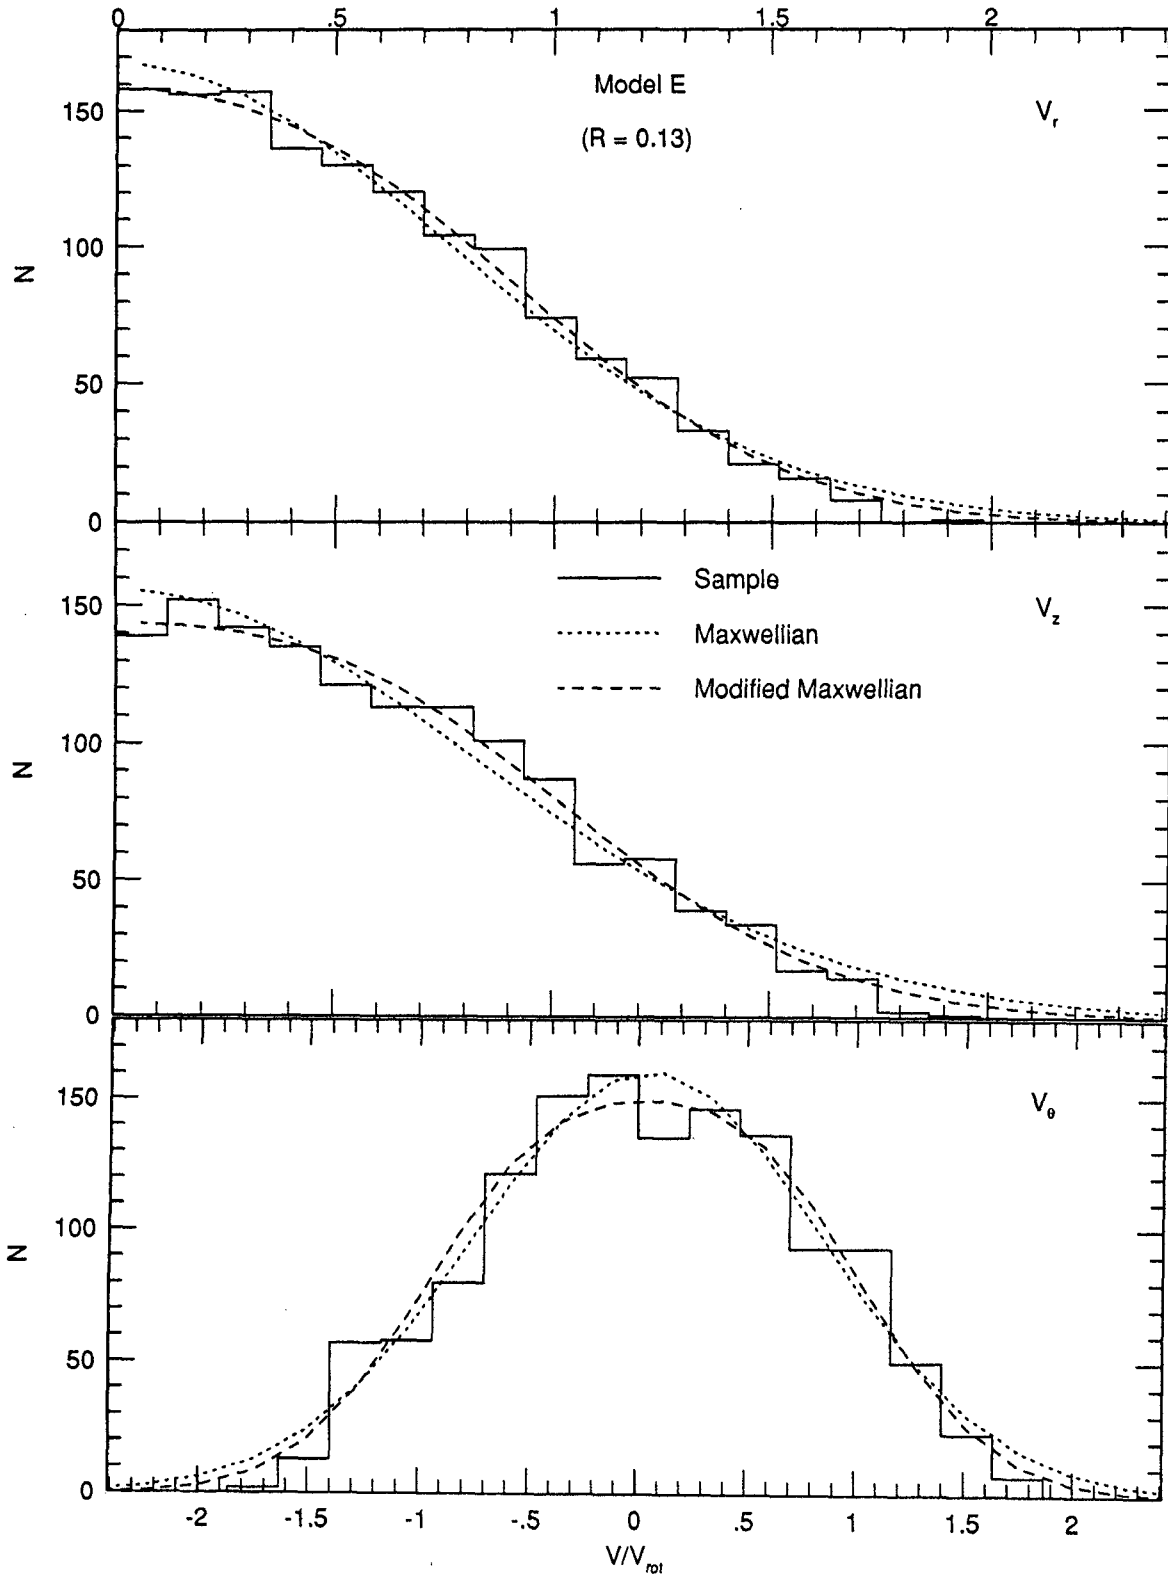 0 .5 1 1.5 2
Model E
(R = 0.13)
V_r
150
100
N
50
0
Sample
Maxwellian
Modified Maxwellian
V_z
150
100
N
50
0
V_θ
150
100
N
50
0
-2 -1.5 -1 -.5 0 .5 1 1.5 2
V/V_rot